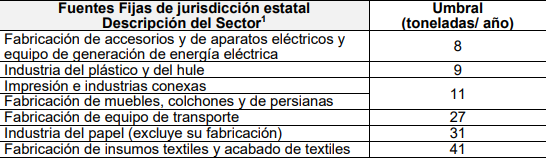 Fuentes Fijas de jurisdicción estatal
Descripción del Sector1
Umbral
(toneladas/ año)
Fabricación de accesorios y de aparatos eléctricos y
equipo de generación de energía eléctrica
8
Industria del plástico y del hule
9
Impresión e industrias conexas
Fabricación de muebles, colchones y de persianas
11
Fabricación de equipo de transporte
27
Industria del papel (excluye su fabricación)
31
Fabricación de insumos textiles y acabado de textiles
41